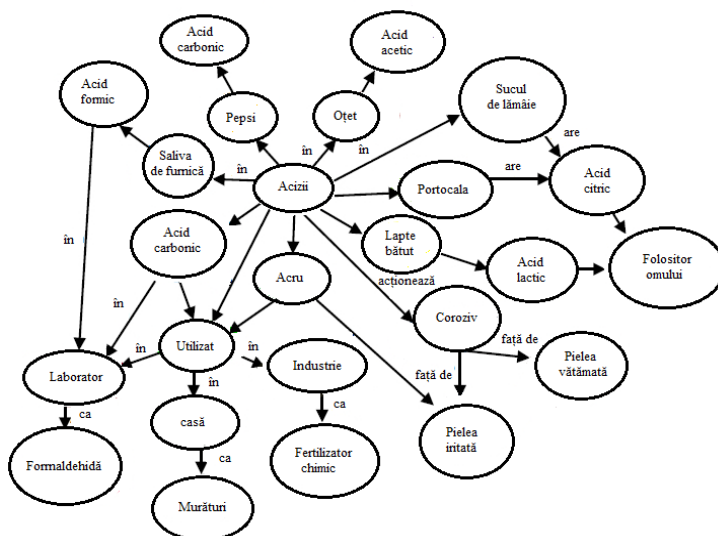 Acid
carbonic
Acid
acetic
Acid
formic
Sucul
de lămâie
Pepsi
Oțet
în
în
în
are
Saliva
de furnică
în
Acizii
Portocala
are
Acid
citric
Acid
carbonic
Lapte
bătut
Acid
lactic
Folositor
omului
în
Acru
acționează
în
Coroziv
Utilizat
în
în
față de
Pielea
vătămată
Laborator
în
Industrie
față de
ca
casă
ca
Formaldehidă
ca
Fertilizator
chimic
Pielea
iritată
Murături